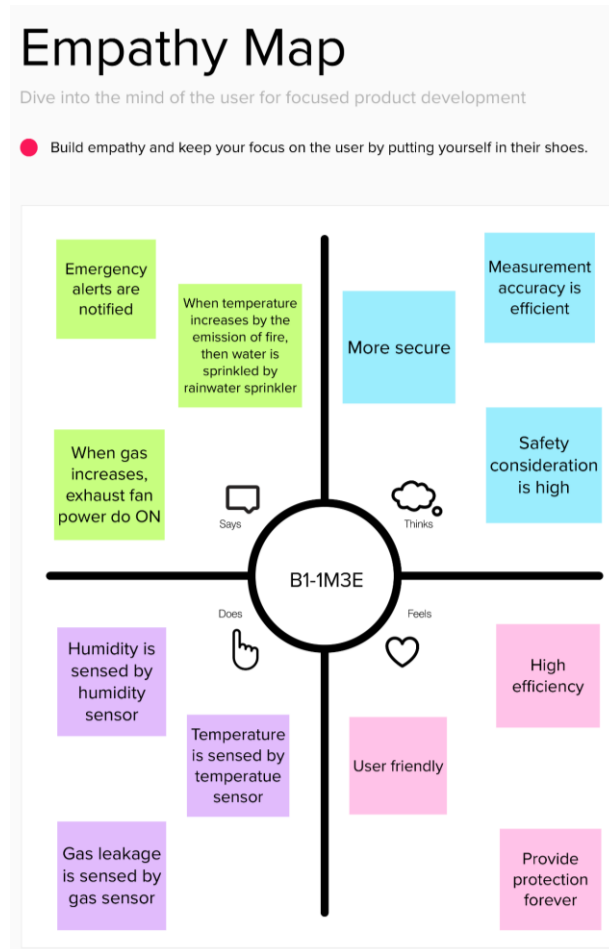 Empathy Map
Dive into the mind of the user for focused product development
Build empathy and keep your focus on the user by putting yourself in their shoes.
Emergency
alerts are
notified
When temperature
increases by the
emission of fire,
then water is
sprinkled by
rainwater sprinkler
When gas
increases,
exhaust fan
power do ON
Says
More secure
Measurement
accuracy is
efficient
Safety
consideration
is high
Thinks
B1-1M3E
Does
Humidity is
sensed by
humidity
sensor
Temperature
is sensed by
temperatue
sensor
Gas leakage
is sensed by
gas sensor
Feels
High
efficiency
User friendly
Provide
protection
forever